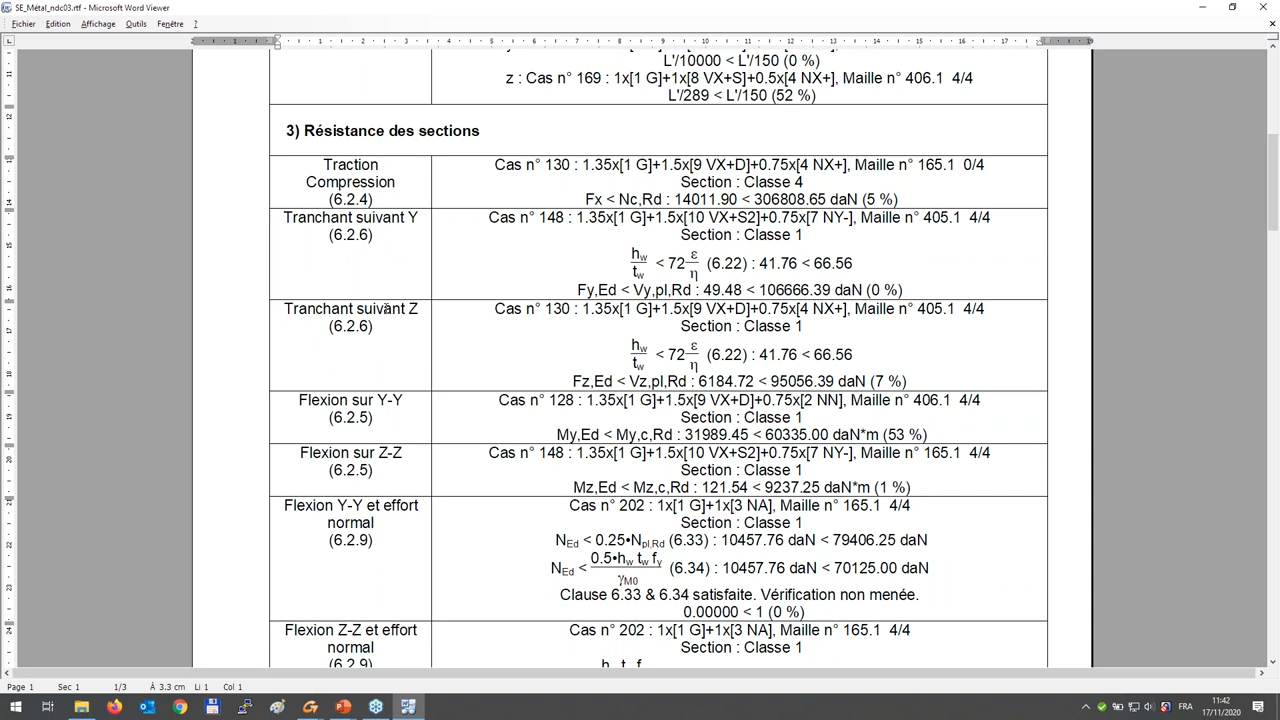 SE_Métal_ndc03.rtf - Microsoft Word Viewer
Fichier Edition Affichage Outils Fenêtre ?
L'/10000 < L'/150 (0 %)
z : Cas n° 169 : 1x[1 G]+1x[8 VX+S]+0.5x[4 NX+], Maille n° 406.1 4/4
L'/289 < L'/150 (52 %)
3) Résistance des sections
Traction
Compression
(6.2.4)
Cas n° 130 : 1.35x[1 G]+1.5x[9 VX+D]+0.75x[4 NX+], Maille n° 165.1 0/4
Section : Classe 4
Fx < Nc,Rd : 14011.90 < 306808.65 daN (5 %)
Tranchant suivant Y
(6.2.6)
Cas n° 148 : 1.35x[1 G]+1.5x[10 VX+S2]+0.75x[7 NY-], Maille n° 405.1 4/4
Section : Classe 1
hw/tw < 72 ε/η (6.22) : 41.76 < 66.56
Fy,Ed < Vy,pl,Rd : 49.48 < 106666.39 daN (0 %)
Tranchant suivant Z
(6.2.6)
Cas n° 130 : 1.35x[1 G]+1.5x[9 VX+D]+0.75x[4 NX+], Maille n° 405.1 4/4
Section : Classe 1
hw/tw < 72 ε/η (6.22) : 41.76 < 66.56
Fz,Ed < Vz,pl,Rd : 6184.72 < 95056.39 daN (7 %)
Flexion sur Y-Y
(6.2.5)
Cas n° 128 : 1.35x[1 G]+1.5x[9 VX+D]+0.75x[2 NN], Maille n° 406.1 4/4
Section : Classe 1
My,Ed < My,c,Rd : 31989.45 < 60335.00 daN*m (53 %)
Flexion sur Z-Z
(6.2.5)
Cas n° 148 : 1.35x[1 G]+1.5x[10 VX+S2]+0.75x[7 NY-], Maille n° 165.1 4/4
Section : Classe 1
Mz,Ed < Mz,c,Rd : 121.54 < 9237.25 daN*m (1 %)
Flexion Y-Y et effort
normal
(6.2.9)
Cas n° 202 : 1x[1 G]+1x[3 NA], Maille n° 165.1 4/4
Section : Classe 1
NEd < 0.25•Npl,Rd (6.33) : 10457.76 daN < 79406.25 daN
NEd < 0.5•hw tw fy / γM0 (6.34) : 10457.76 daN < 70125.00 daN
Clause 6.33 & 6.34 satisfaite. Vérification non menée.
0.00000 < 1 (0 %)
Flexion Z-Z et effort
normal
(6.2.9)
Cas n° 202 : 1x[1 G]+1x[3 NA], Maille n° 165.1 4/4
Section : Classe 1
Page 1 Sec 1 1/3 À 3.3 cm Li 1 Col 1
FRA
11:42
17/11/2020